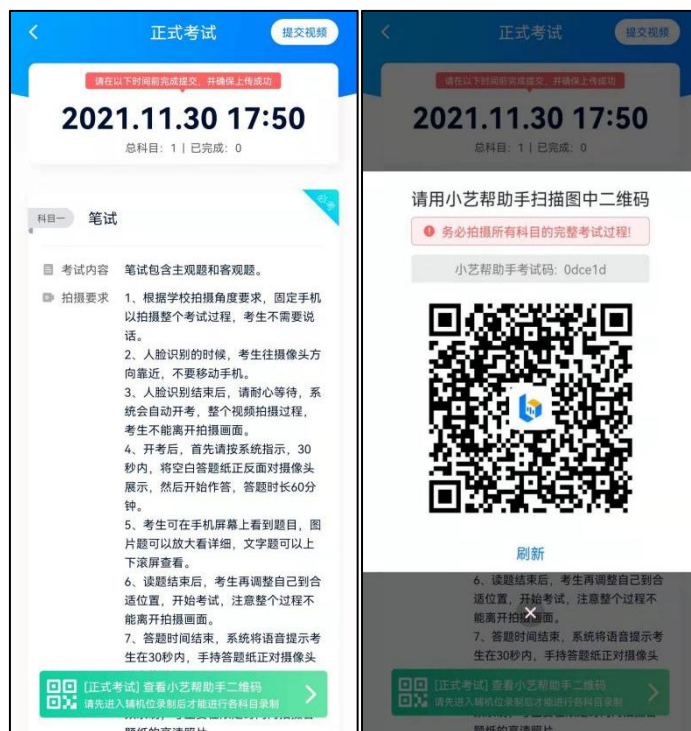 正式考试
提交视频
请在以下时间前完成提交,并确保上传成功
2021.11.30 17:50
总科目:1 | 已完成:0
必考
科目一
笔试
考试内容
笔试包含主观题和客观题。
拍摄要求
1、根据学校拍摄角度要求,固定手机
以拍摄整个考试过程,考生不需要说
话。
2、人脸识别的时候,考生往摄像头方
向靠近,不要移动手机。
3、人脸识别结束后,请耐心等待,系
统会自动开考,整个视频拍摄过程,
考生不能离开拍摄画面。
4、开考后,首先请按系统指示,30
秒内,将空白答题纸正反面对摄像头
展示,然后开始作答,答题时长60分
钟。
5、考生可在手机屏幕上看到题目,图
片题可以放大看详细,文字题可以上
下滚屏查看。
6、读题结束后,考生再调整自己到合
适位置,开始考试,注意整个过程不
能离开拍摄画面。
7、答题时间结束,系统将语音提示考
生在30秒内,手持答题纸正对摄像头
[正式考试] 查看小艺帮助手二维码
请先进入辅机位录制后才能进行各科目录制
正式考试
提交视频
请在以下时间前完成提交,并确保上传成功
2021.11.30 17:50
总科目:1 | 已完成:0
请用小艺帮助手扫描图中二维码
务必拍摄所有科目的完整考试过程!
小艺帮助手考试码:0dce1d
刷新
6、读题结束后,考生再调整自己到合
适位置,开始考试,注意整个过程不
能离开拍摄画面。
7、答题时间结束,系统将语音提示考
生在30秒内,手持答题纸正对摄像头
[正式考试] 查看小艺帮助手二维码
请先进入辅机位录制后才能进行各科目录制